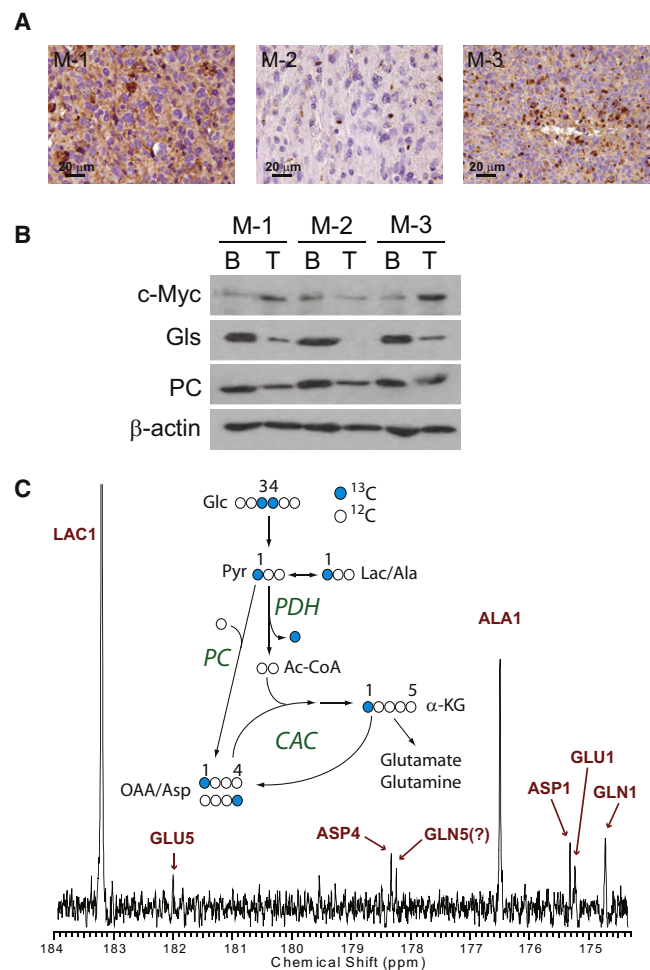 A
M-1
M-2
M-3
20 µm
20 µm
20 µm
B
M-1 M-2 M-3
B T B T B T
c-Myc
Gls
PC
β-actin
C
34
Glc
¹³C
¹²C
LAC1
1
1
Pyr
Lac/Ala
PDH
ALA1
PC
Ac-CoA
1 5
α-KG
CAC
Glutamate
Glutamine
1 4
OAA/Asp
GLU1
ASP1
GLN1
GLU5
ASP4
GLN5(?)
184 183 182 181 180 179 178 177 176 175
Chemical Shift (ppm)